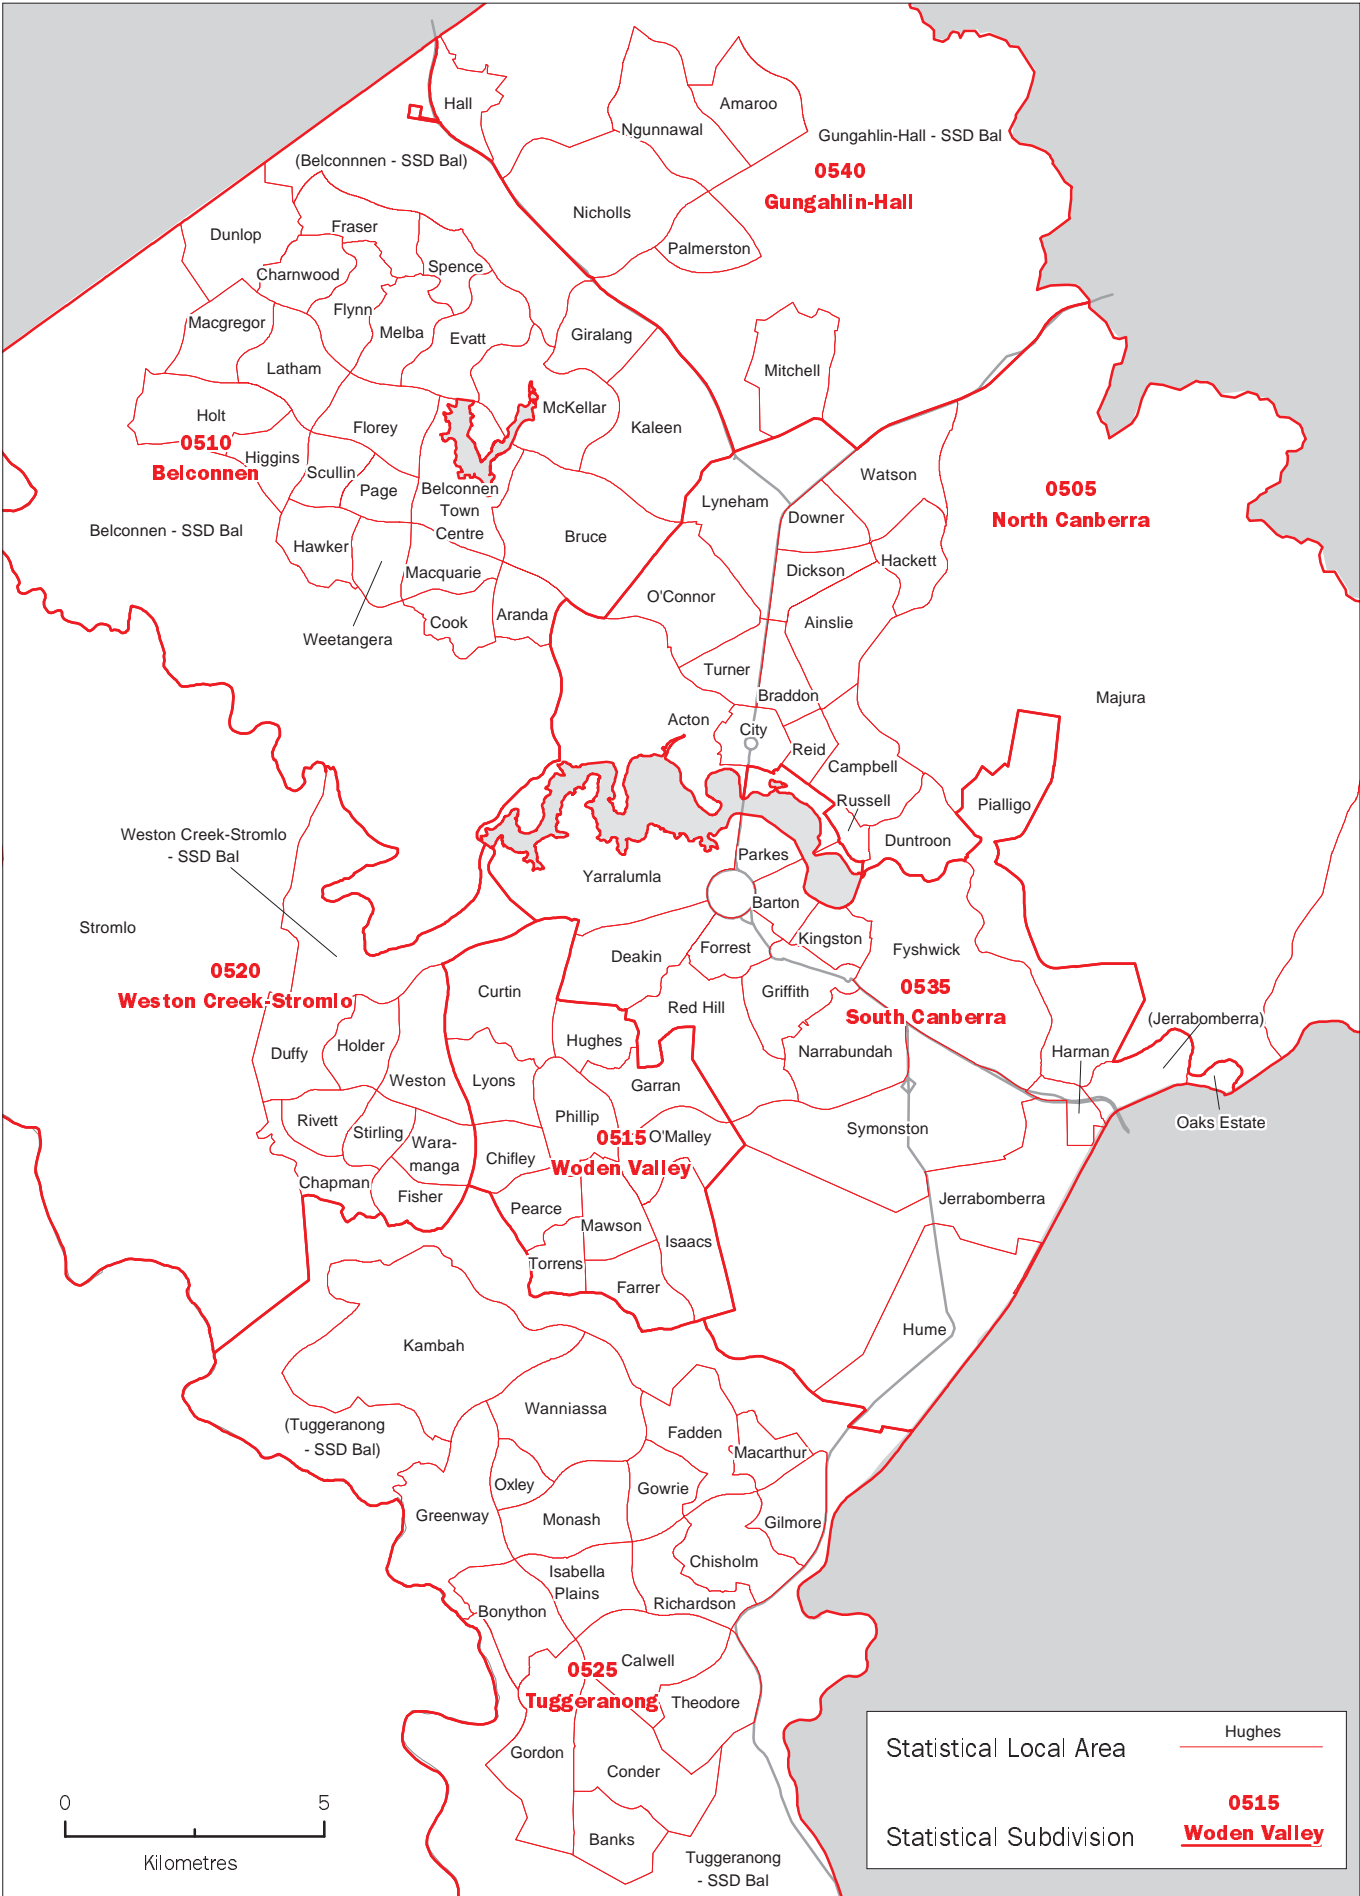 Hall
Amaroo
Ngunnawal
Gungahlin-Hall - SSD Bal
(Belconnnen - SSD Bal)
0540
Gungahlin-Hall
Nicholls
Dunlop
Fraser
Palmerston
Charnwood
Spence
Flynn
Macgregor
Melba
Evatt
Giralang
Latham
Mitchell
Holt
McKellar
Florey
Kaleen
0510
Belconnen
Higgins
Scullin
Page
Watson
Belconnen
Town
Centre
Lyneham
0505
North Canberra
Downer
Belconnen - SSD Bal
Hawker
Bruce
Hackett
Macquarie
Dickson
O'Connor
Weetangera
Cook
Aranda
Ainslie
Turner
Braddon
Majura
Acton
City
Reid
Campbell
Russell
Pialligo
Weston Creek-Stromlo
- SSD Bal
Duntroon
Parkes
Yarralumla
Barton
Stromlo
Deakin
Forrest
Kingston
Fyshwick
0520
Weston Creek-Stromlo
Curtin
Griffith
0535
South Canberra
Red Hill
(Jerrabomberra)
Hughes
Duffy
Holder
Narrabundah
Harman
Weston
Lyons
Garran
Rivett
Phillip
Oaks Estate
Stirling
Wara-
manga
0515
Woden Valley
O'Malley
Symonston
Chifley
Chapman
Fisher
Jerrabomberra
Pearce
Mawson
Isaacs
Torrens
Farrer
Kambah
Hume
Wanniassa
(Tuggeranong
- SSD Bal)
Fadden
Macarthur
Oxley
Gowrie
Greenway
Monash
Gilmore
Chisholm
Isabella
Plains
Bonython
Richardson
Calwell
0525
Tuggeranong
Theodore
Gordon
Conder
Banks
Tuggeranong
- SSD Bal
Statistical Local Area
Hughes
0515
Woden Valley
Statistical Subdivision
0 5
Kilometres